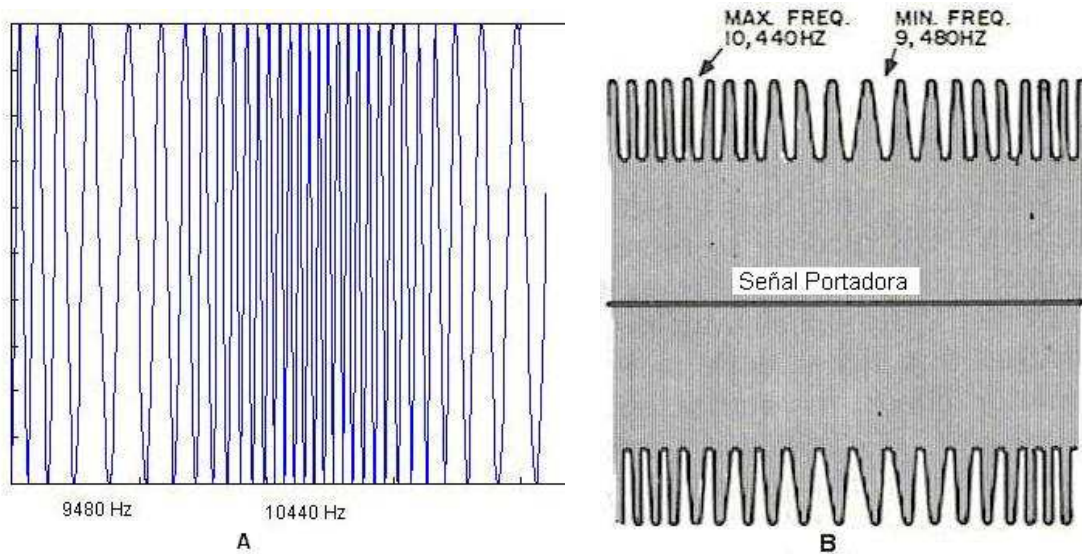 MAX. FREQ.
10,440HZ
MIN. FREQ.
9,480HZ
Señal Portadora
9480 Hz
10440 Hz
A
B